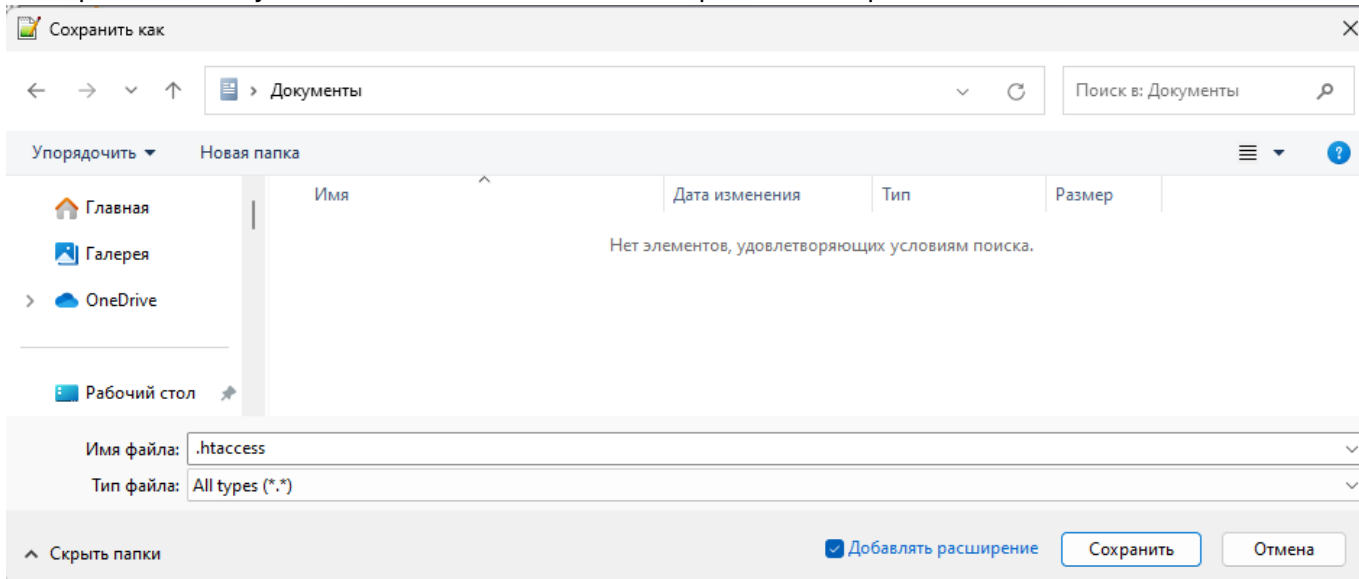 Сохранить как
Документы
Поиск в: Документы
Упорядочить
Новая папка
Имя
Дата изменения
Тип
Размер
Главная
Нет элементов, удовлетворяющих условиям поиска.
Галерея
OneDrive
Рабочий стол
Имя файла: .htaccess
Тип файла: All types (*.*)
Скрыть папки
Добавлять расширение
Сохранить
Отмена